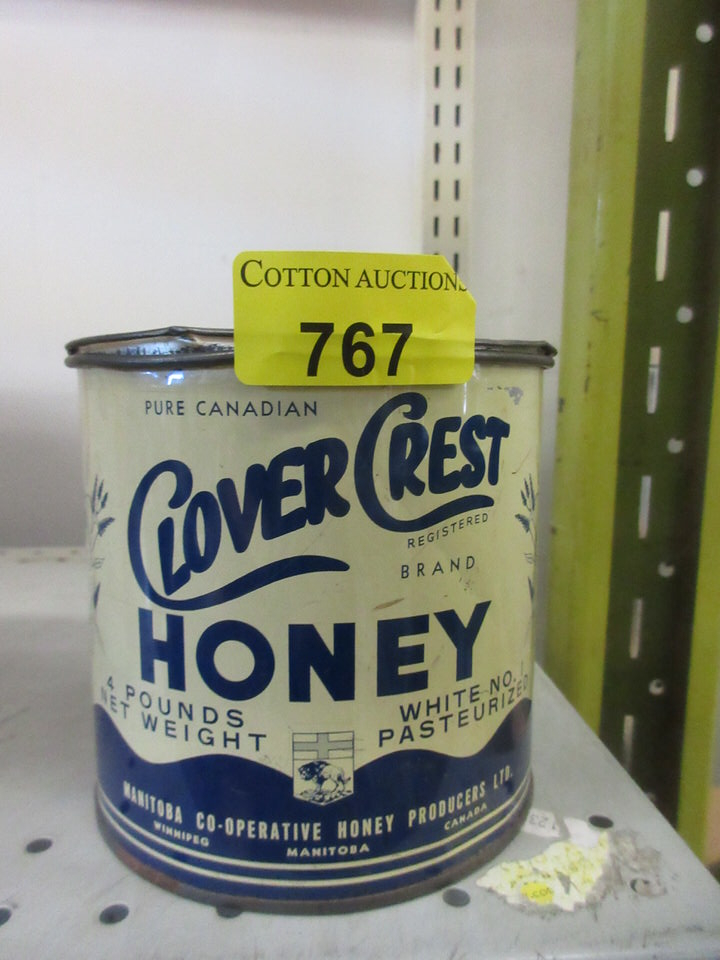 COTTON AUCTIONS
767
PURE CANADIAN
CLOVER CREST
REGISTERED
BRAND
HONEY
4 POUNDS
NET WEIGHT
WHITE NO. 1
PASTEURIZED
MANITOBA CO-OPERATIVE HONEY PRODUCERS LTD.
WINNIPEG MANITOBA CANADA